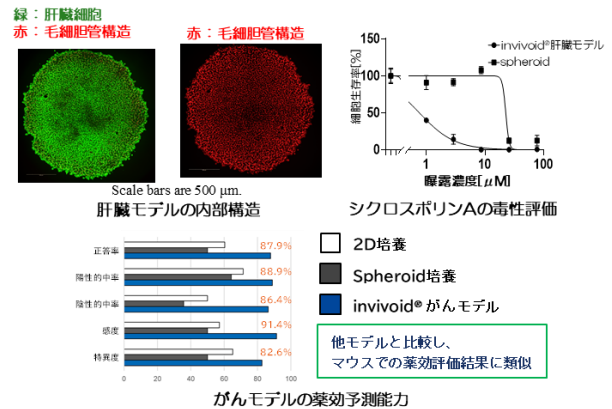 緑：肝臓細胞
赤：毛細胆管構造
赤：毛細胆管構造
Scale bars are 500 μm.
肝臓モデルの内部構造
invivoid®肝臓モデル
spheroid
細胞生存率[%]
150
100
50
0
1
10
100
曝露濃度[μM]
シクロスポリンAの毒性評価
正答率
87.9%
陽性的中率
88.9%
陰性的中率
86.4%
感度
91.4%
特異度
82.6%
0
20
40
60
80
100
2D培養
Spheroid培養
invivoid®がんモデル
他モデルと比較し、
マウスでの薬効評価結果に類似
がんモデルの薬効予測能力